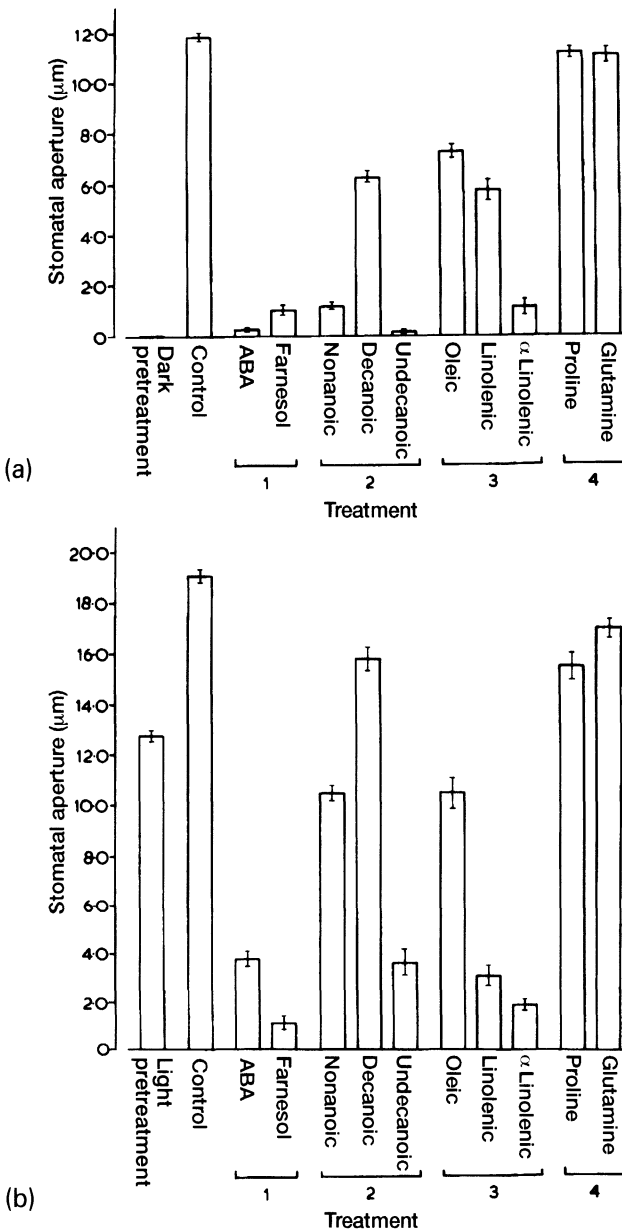 Stomatal aperture (μm)
12·0
10·0
8·0
6·0
4·0
2·0
0
Dark pretreatment
Control
ABA
Farnesol
Nonanoic
Decanoic
Undecanoic
Oleic
Linolenic
α Linolenic
Proline
Glutamine
1
2
3
4
Treatment
(a)
Stomatal aperture (μm)
20·0
18·0
16·0
14·0
12·0
10·0
8·0
6·0
4·0
2·0
0
Light pretreatment
Control
ABA
Farnesol
Nonanoic
Decanoic
Undecanoic
Oleic
Linolenic
α Linolenic
Proline
Glutamine
1
2
3
4
Treatment
(b)